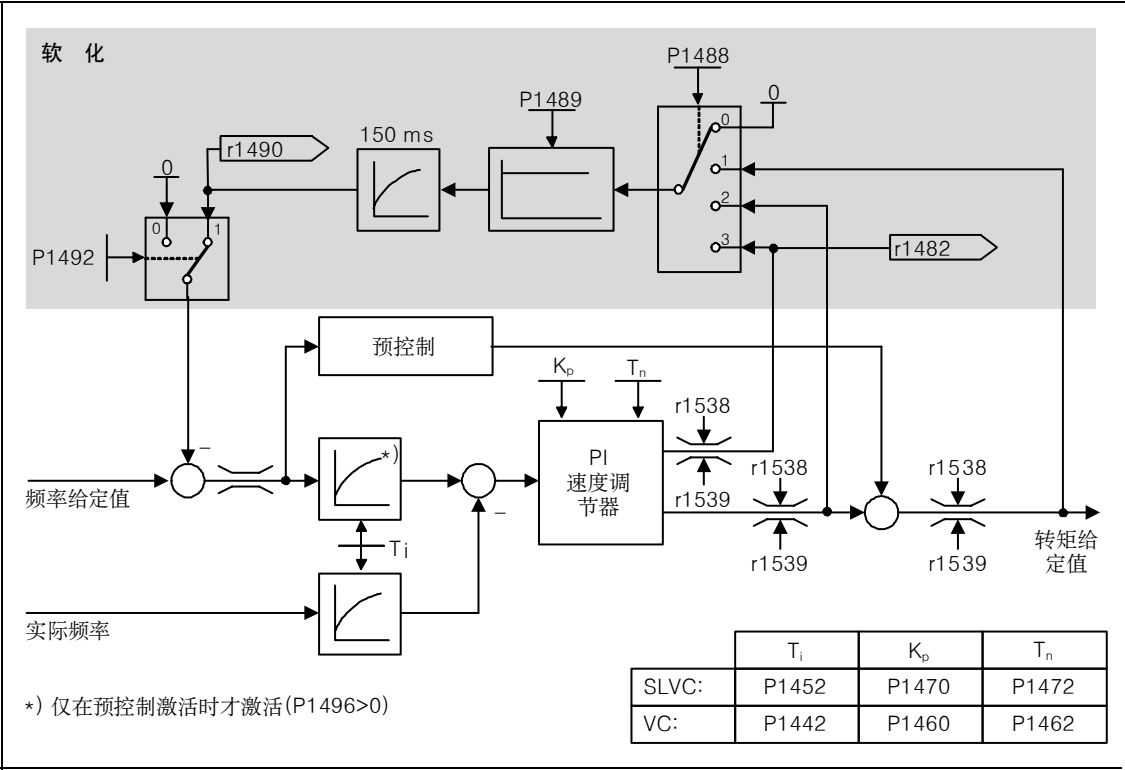 软 化
P1488
0
P1489
0
150 ms
r1490
1
0
2
0
1
3
r1482
P1492
预控制
Kp
Tn
r1538
–
*)
PI
速度调
节器
r1538
r1538
频率给定值
–
r1539
Ti
转矩给
定值
r1539
r1539
实际频率
Ti Kp Tn
SLVC: P1452 P1470 P1472
VC: P1442 P1460 P1462
*) 仅在预控制激活时才激活(P1496>0)